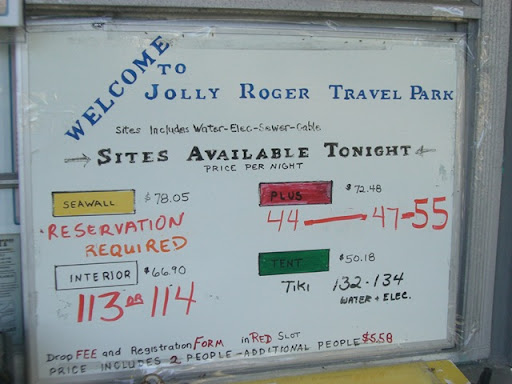 WELCOME
TO
JOLLY ROGER TRAVEL PARK
Sites Includes Water-Elec-Sewer-Cable
SITES AVAILABLE TONIGHT
PRICE PER NIGHT
SEAWALL $78.05
RESERVATION
REQUIRED
PLUS $72.48
44 — 47-55
INTERIOR $66.90
113 OR 114
TENT $50.18
TIKI 132-134
WATER + ELEC.
Drop FEE and Registration FORM in RED SLOT
PRICE INCLUDES 2 PEOPLE-ADDITIONAL PEOPLE $5.58